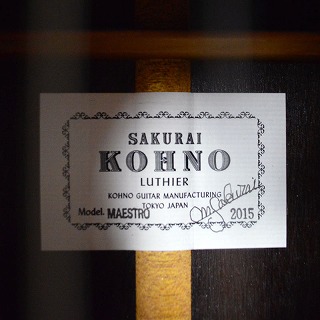 SAKURAI
KOHNO
LUTHIER
KOHNO GUITAR MANUFACTURING
TOKYO JAPAN
Model. MAESTRO 2015